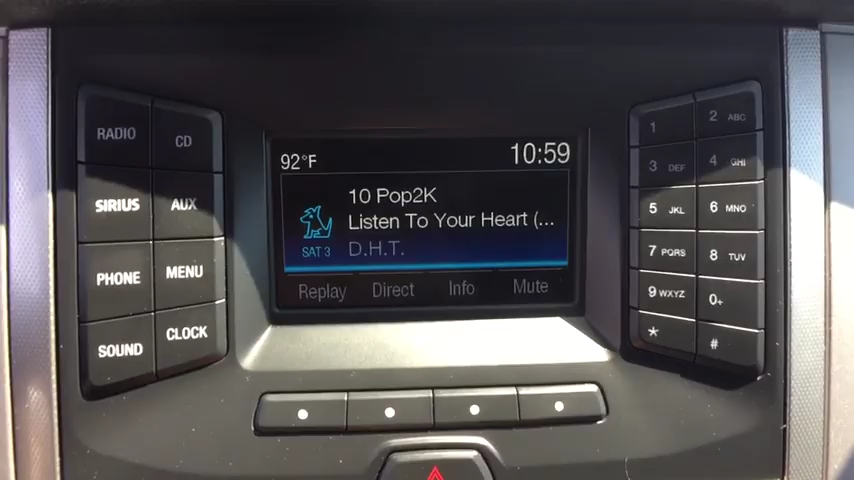 RADIO CD
SIRIUS AUX
PHONE MENU
SOUND CLOCK
92°F 10:59
10 Pop2K
Listen To Your Heart (...
SAT 3 D.H.T.
Replay Direct Info Mute
1 2 ABC
3 DEF 4 GHI
5 JKL 6 MNO
7 PQRS 8 TUV
9 WXYZ 0+
* #